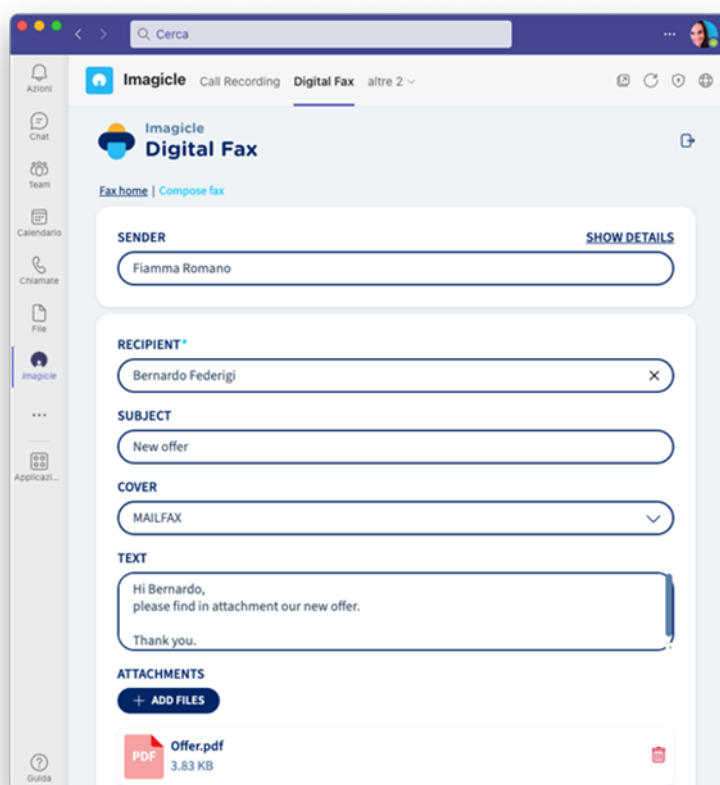 Cerca
Azioni
Chat
Team
Calendario
Chiamate
File
Imagicle
Applicazi...
Guida
Imagicle Call Recording Digital Fax altre 2
Imagicle
Digital Fax
Fax home | Compose fax
SENDER SHOW DETAILS
Fiamma Romano
RECIPIENT*
Bernardo Federigi
SUBJECT
New offer
COVER
MAILFAX
TEXT
Hi Bernardo,
please find in attachment our new offer.
Thank you.
ATTACHMENTS
+ ADD FILES
PDF Offer.pdf
3.83 KB